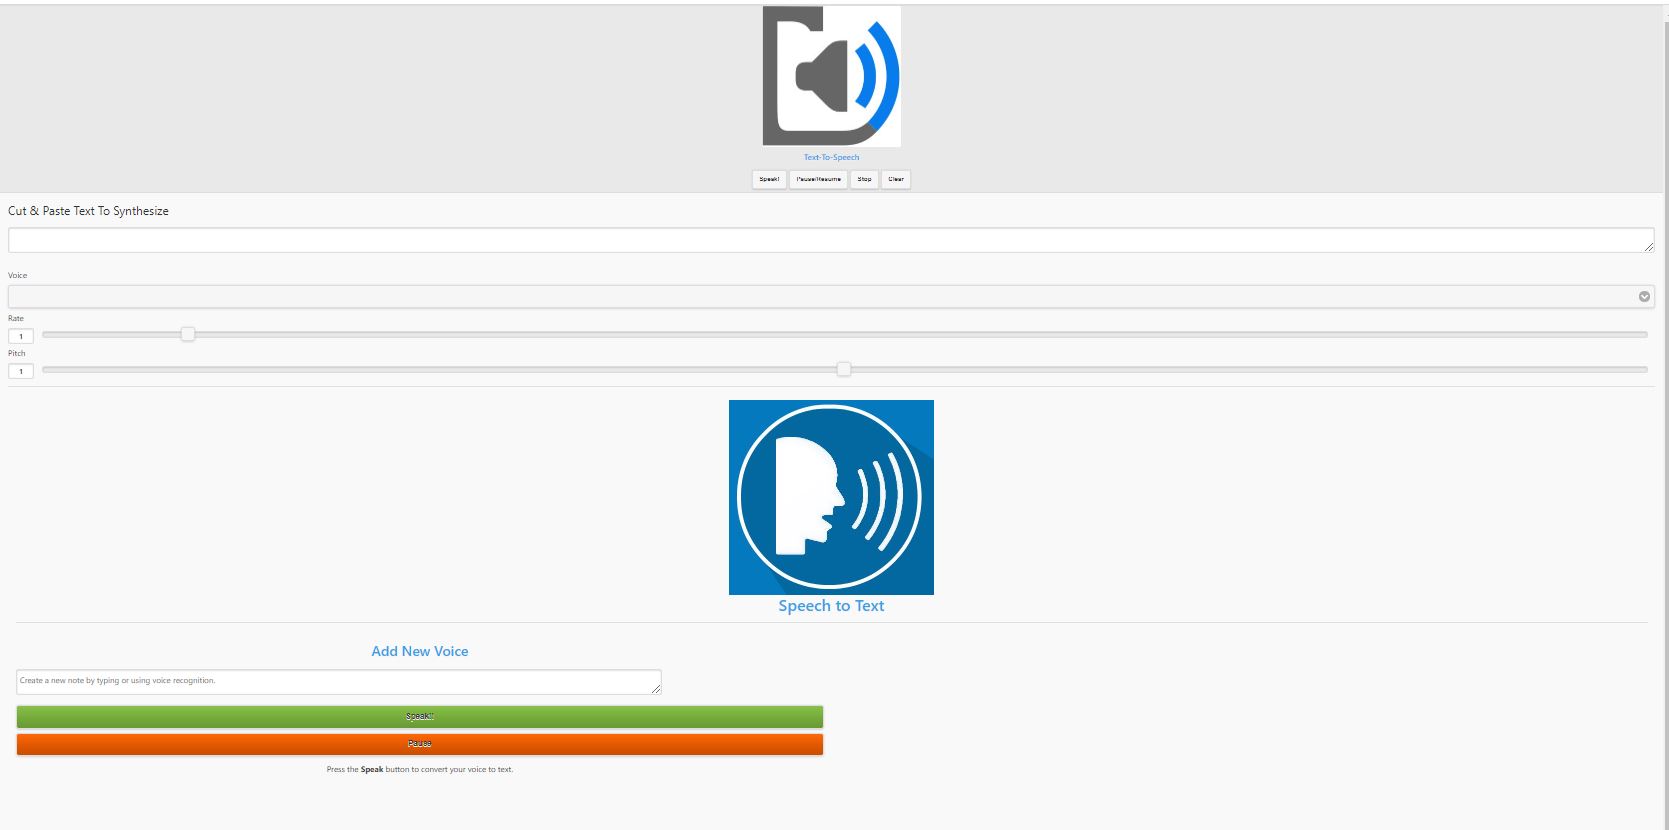 Text-To-Speech
Speak! Pause/Resume Stop Clear
Cut & Paste Text To Synthesize
Voice
Rate
1
Pitch
1
Speech to Text
Add New Voice
Create a new note by typing or using voice recognition.
Speak!!
Pause
Press the Speak button to convert your voice to text.